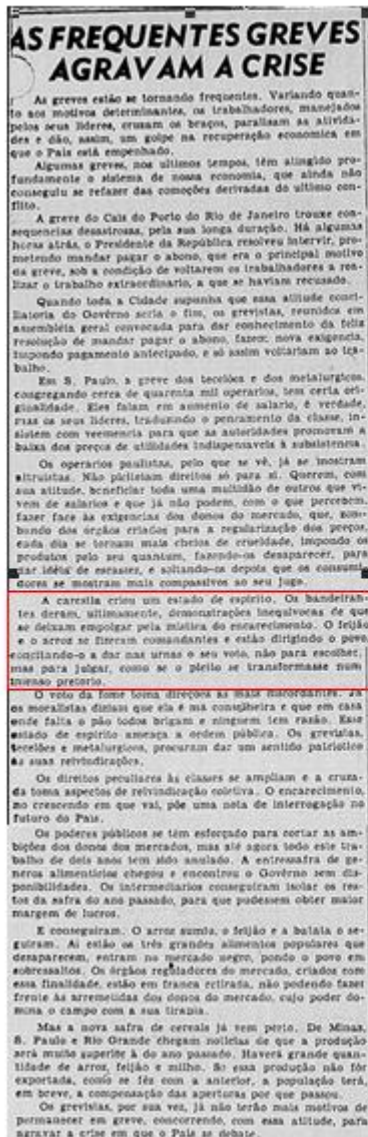 AS FREQUENTES GREVES
AGRAVAM A CRISE
As greves estão se tornando frequentes. Variando quan-
to aos motivos determinantes, os trabalhadores, manejados
pelos seus lideres, cruzam os braços, paralisam as ativida-
des e dão, assim, um golpe na recuperação economica em
que o País está empenhado.
Algumas greves, nos ultimos tempos, têm atingido pro-
fundamente o sistema de nossa economia, que ainda não
conseguiu se refazer das comoções derivadas do ultimo con-
flito.
A greve do Cais do Porto do Rio de Janeiro trouxe con-
sequencias desastrosas, pela sua longa duração. Há algumas
horas atrás, o Presidente da República resolveu intervir, pro-
metendo mandar pagar o abono, que era o principal motivo
da greve, sob a condição de voltarem os trabalhadores a rea-
lizar o trabalho extraordinario, a que se haviam recusado.
Quando toda a Cidade supunha que essa atitude conci-
liatoria do Govêrno seria o fim, os grevistas, reunidos em
assembléia geral convocada para dar conhecimento da feliz
resolução de mandar pagar o abono, fazem nova exigencia,
impondo pagamento antecipado, e só assim voltariam ao tra-
balho.
Em S. Paulo, a greve dos tecelões e dos metalurgicos,
congregando cerca de quarenta mil operarios, tem certa ori-
ginalidade. Eles falam em aumento de salario, é verdade,
mas os seus lideres, traduzindo o pensamento da classe, in-
sistem com veemencia para que as autoridades promovam a
baixa dos preços de utilidades indispensaveis à subsistencia.
Os operarios paulistas, pelo que se vê, já se mostram
altruistas. Não pleiteiam direitos só para si. Querem, com
sua atitude, beneficiar toda uma multidão de outros que vi-
vem de salarios e que já não podem, com o que percebem,
fazer face às exigencias dos donos do mercado, que, zom-
bando dos órgãos criados para a regularização dos preços,
cada dia se tornam mais cheios de crueldade, impondo os
produtos pelo seu quantum, fazendo-os desaparecer, para
dar idéia de escassez, e soltando-os depois que os consumi-
dores se mostram mais compassivos ao seu jugo.
A carestia criou um estado de espirito. Os bandeiran-
tes deram, ultimamente, demonstrações inequivocas de que
se deixam empolgar pela mistica do encarecimento. O feijão
e o arroz se fizeram comandantes e estão dirigindo o povo
concitando-o a dar nas urnas o seu voto, não para escolher,
mas para julgar, como se o pleito se transformasse num
imenso pretorio.
O voto da fome toma direções as mais discordantes. Já
os moralistas diziam que ela é má conselheira e que em casa
onde falta o pão todos brigam e ninguem tem razão. Esse
estado de espirito ameaça a ordem pública. Os grevistas,
tecelões e metalurgicos, procuram dar um sentido patriotico
às suas reivindicações.
Os direitos peculiares às classes se ampliam e a cruza-
da toma aspectos de reivindicação coletiva. O encarecimento,
no crescendo em que vai, põe uma nota de interrogação no
futuro do País.
Os poderes públicos se têm esforçado para cortar as am-
bições dos donos dos mercados, mas até agora todo este tra-
balho de dois anos tem sido anulado. A entressafra de ge-
neros alimenticios chegou e encontrou o Govêrno sem dis-
ponibilidades. Os intermediarios conseguiram isolar os res-
tos da safra do ano passado, para que pudessem obter maior
margem de lucros.
E conseguiram. O arroz sumiu, o feijão e a batata o se-
guiram. Aí estão os três grandes alimentos populares que
desaparecem, entram no mercado negro, pondo o povo em
sobressaltos. Os órgãos reguladores do mercado, criados com
essa finalidade, estão em franca retirada, não podendo fazer
frente às arremetidas dos donos do mercado, cujo poder do-
mina o campo com a sua tirania.
Mas a nova safra de cereais já vem perto. De Minas,
S. Paulo e Rio Grande chegam noticias de que a produção
será muito superior à do ano passado. Haverá grande quan-
tidade de arroz, feijão e milho. Se essa produção não fôr
exportada, como se fês com a anterior, a população terá,
em breve, a compensação das aperturas por que passou.
Os grevistas, por sua vez, já não terão mais motivos de
permanecer em greve, concorrendo, com essa atitude, para
agravar a crise em que o País se debate.